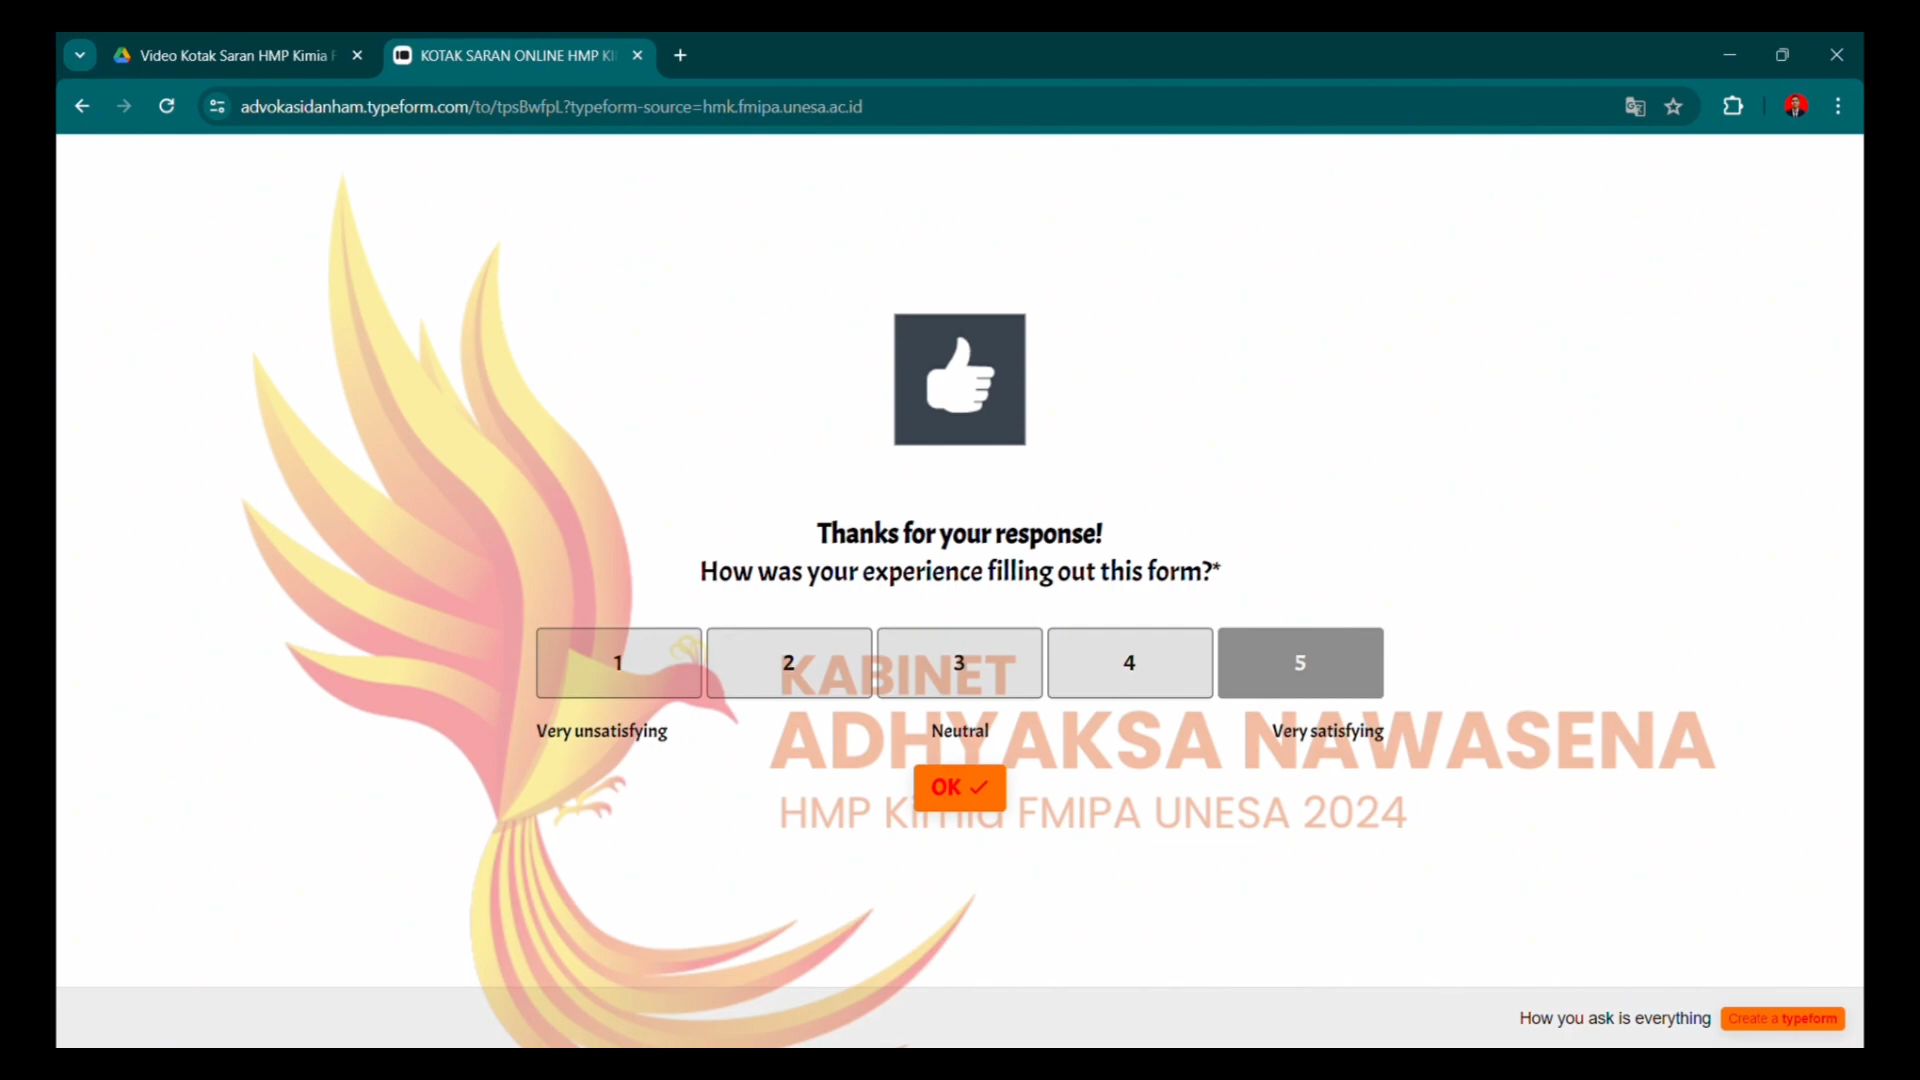 Video Kotak Saran HMP Kimia F
KOTAK SARAN ONLINE HMP KI
advokasidanham.typeform.com/to/tpsBwfpL?typeform-source=hmk.fmipa.unesa.ac.id
Thanks for your response!
How was your experience filling out this form?*
1 2 3 4 5
KABINET
Very unsatisfying Neutral Very satisfying
ADHYAKSA NAWASENA
OK
HMP Kimia FMIPA UNESA 2024
How you ask is everything Create a typeform